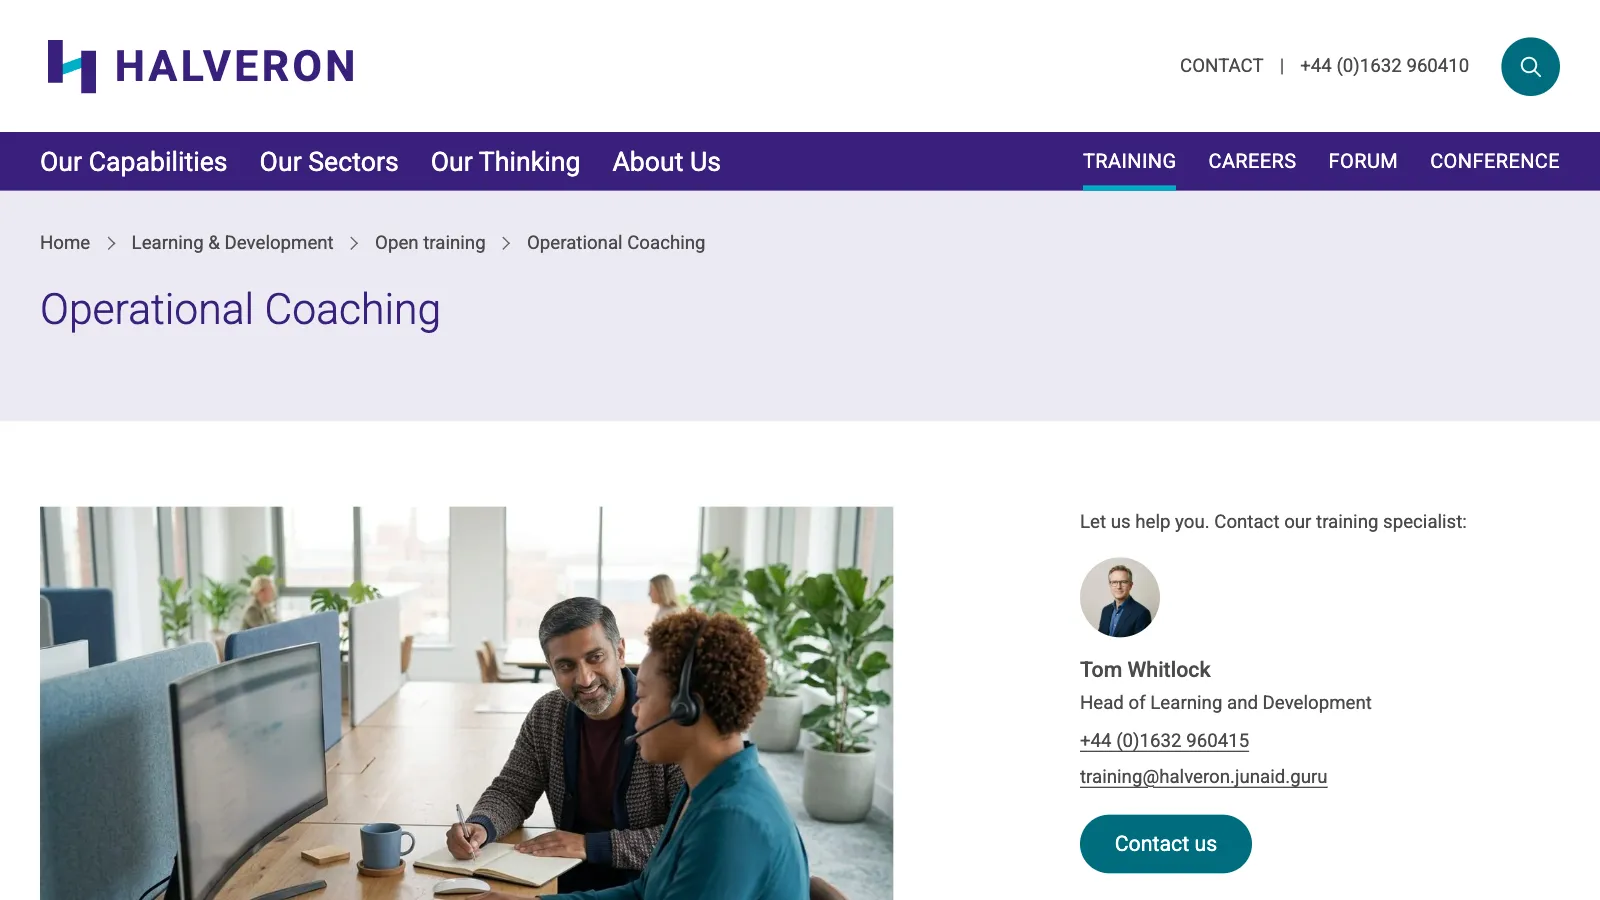 HALVERON
CONTACT | +44 (0)1632 960410
Our Capabilities Our Sectors Our Thinking About Us TRAINING CAREERS FORUM CONFERENCE
Home > Learning & Development > Open training > Operational Coaching
Operational Coaching
Let us help you. Contact our training specialist:
Tom Whitlock
Head of Learning and Development
+44 (0)1632 960415
training@halveron.junaid.guru
Contact us